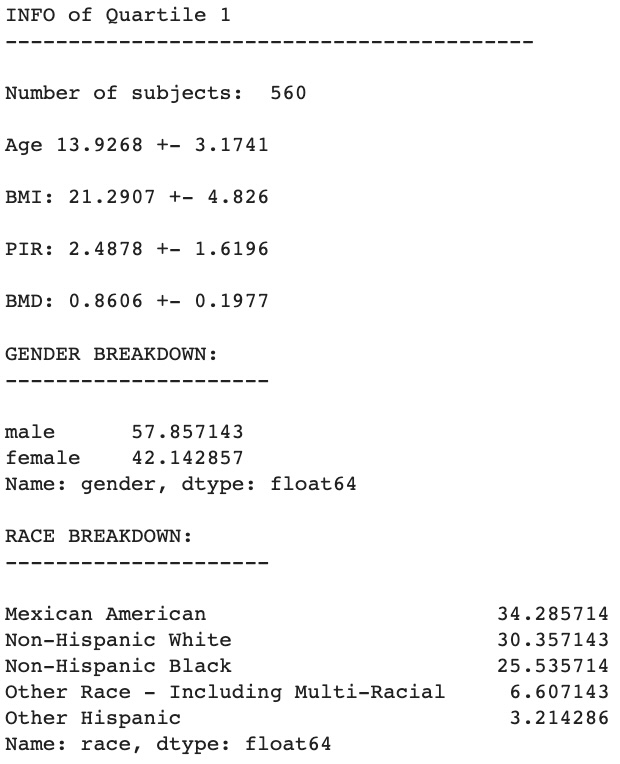 INFO of Quartile 1
------------------------------------------
Number of subjects:  560
Age 13.9268 +- 3.1741
BMI: 21.2907 +- 4.826
PIR: 2.4878 +- 1.6196
BMD: 0.8606 +- 0.1977
GENDER BREAKDOWN:
---------------------
male      57.857143
female    42.142857
Name: gender, dtype: float64
RACE BREAKDOWN:
---------------------
Mexican American                       34.285714
Non-Hispanic White                     30.357143
Non-Hispanic Black                     25.535714
Other Race - Including Multi-Racial     6.607143
Other Hispanic                          3.214286
Name: race, dtype: float64